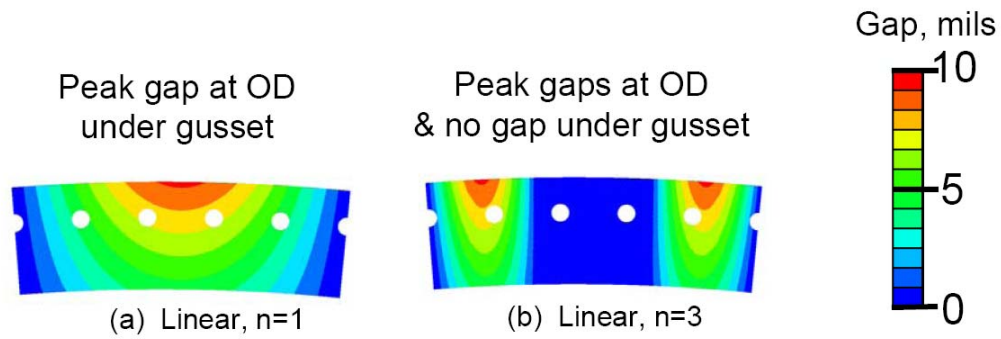 Peak gap at OD
under gusset
Peak gaps at OD
& no gap under gusset
Gap, mils
10
5
0
(a) Linear, n=1
(b) Linear, n=3